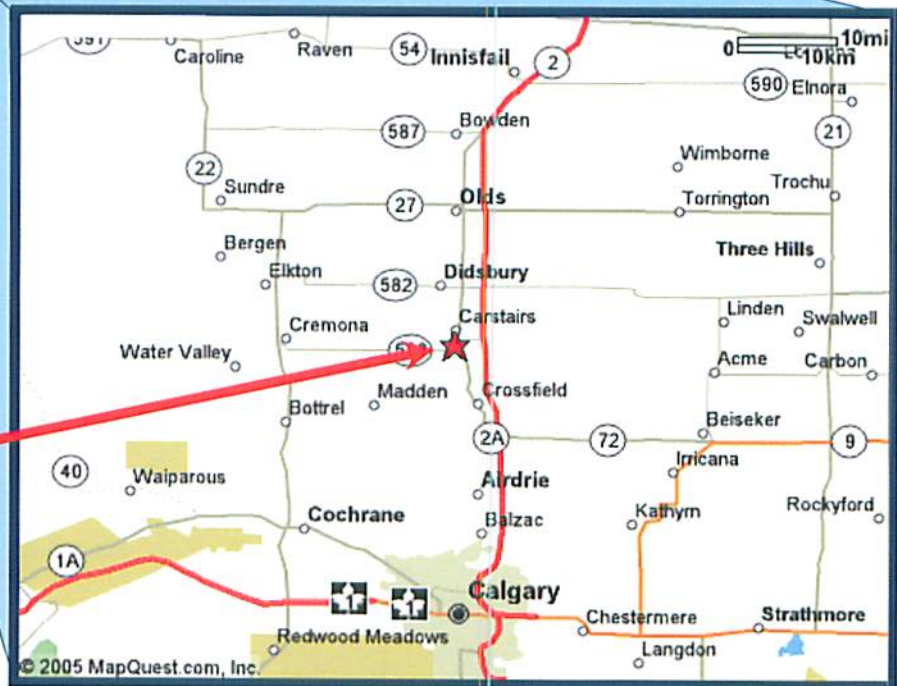 Caroline
Raven
54
Innisfail
2
0 10mi
10km
590
Elnora
587
Bowden
21
22
Wimborne
Sundre
27
Olds
Torrington
Trochu
Bergen
Three Hills
Elkton
582
Didsbury
Linden
Carstairs
Swalwell
Cremona
Water Valley
Acme
Carbon
Madden
Crossfield
Bottrel
Beiseker
2A
72
9
40
Irricana
Waiparous
Airdrie
Rockyford
Cochrane
Balzac
Kathyrn
1A
1
1
Calgary
Chestermere
Strathmore
Redwood Meadows
Langdon
© 2005 MapQuest.com, Inc.